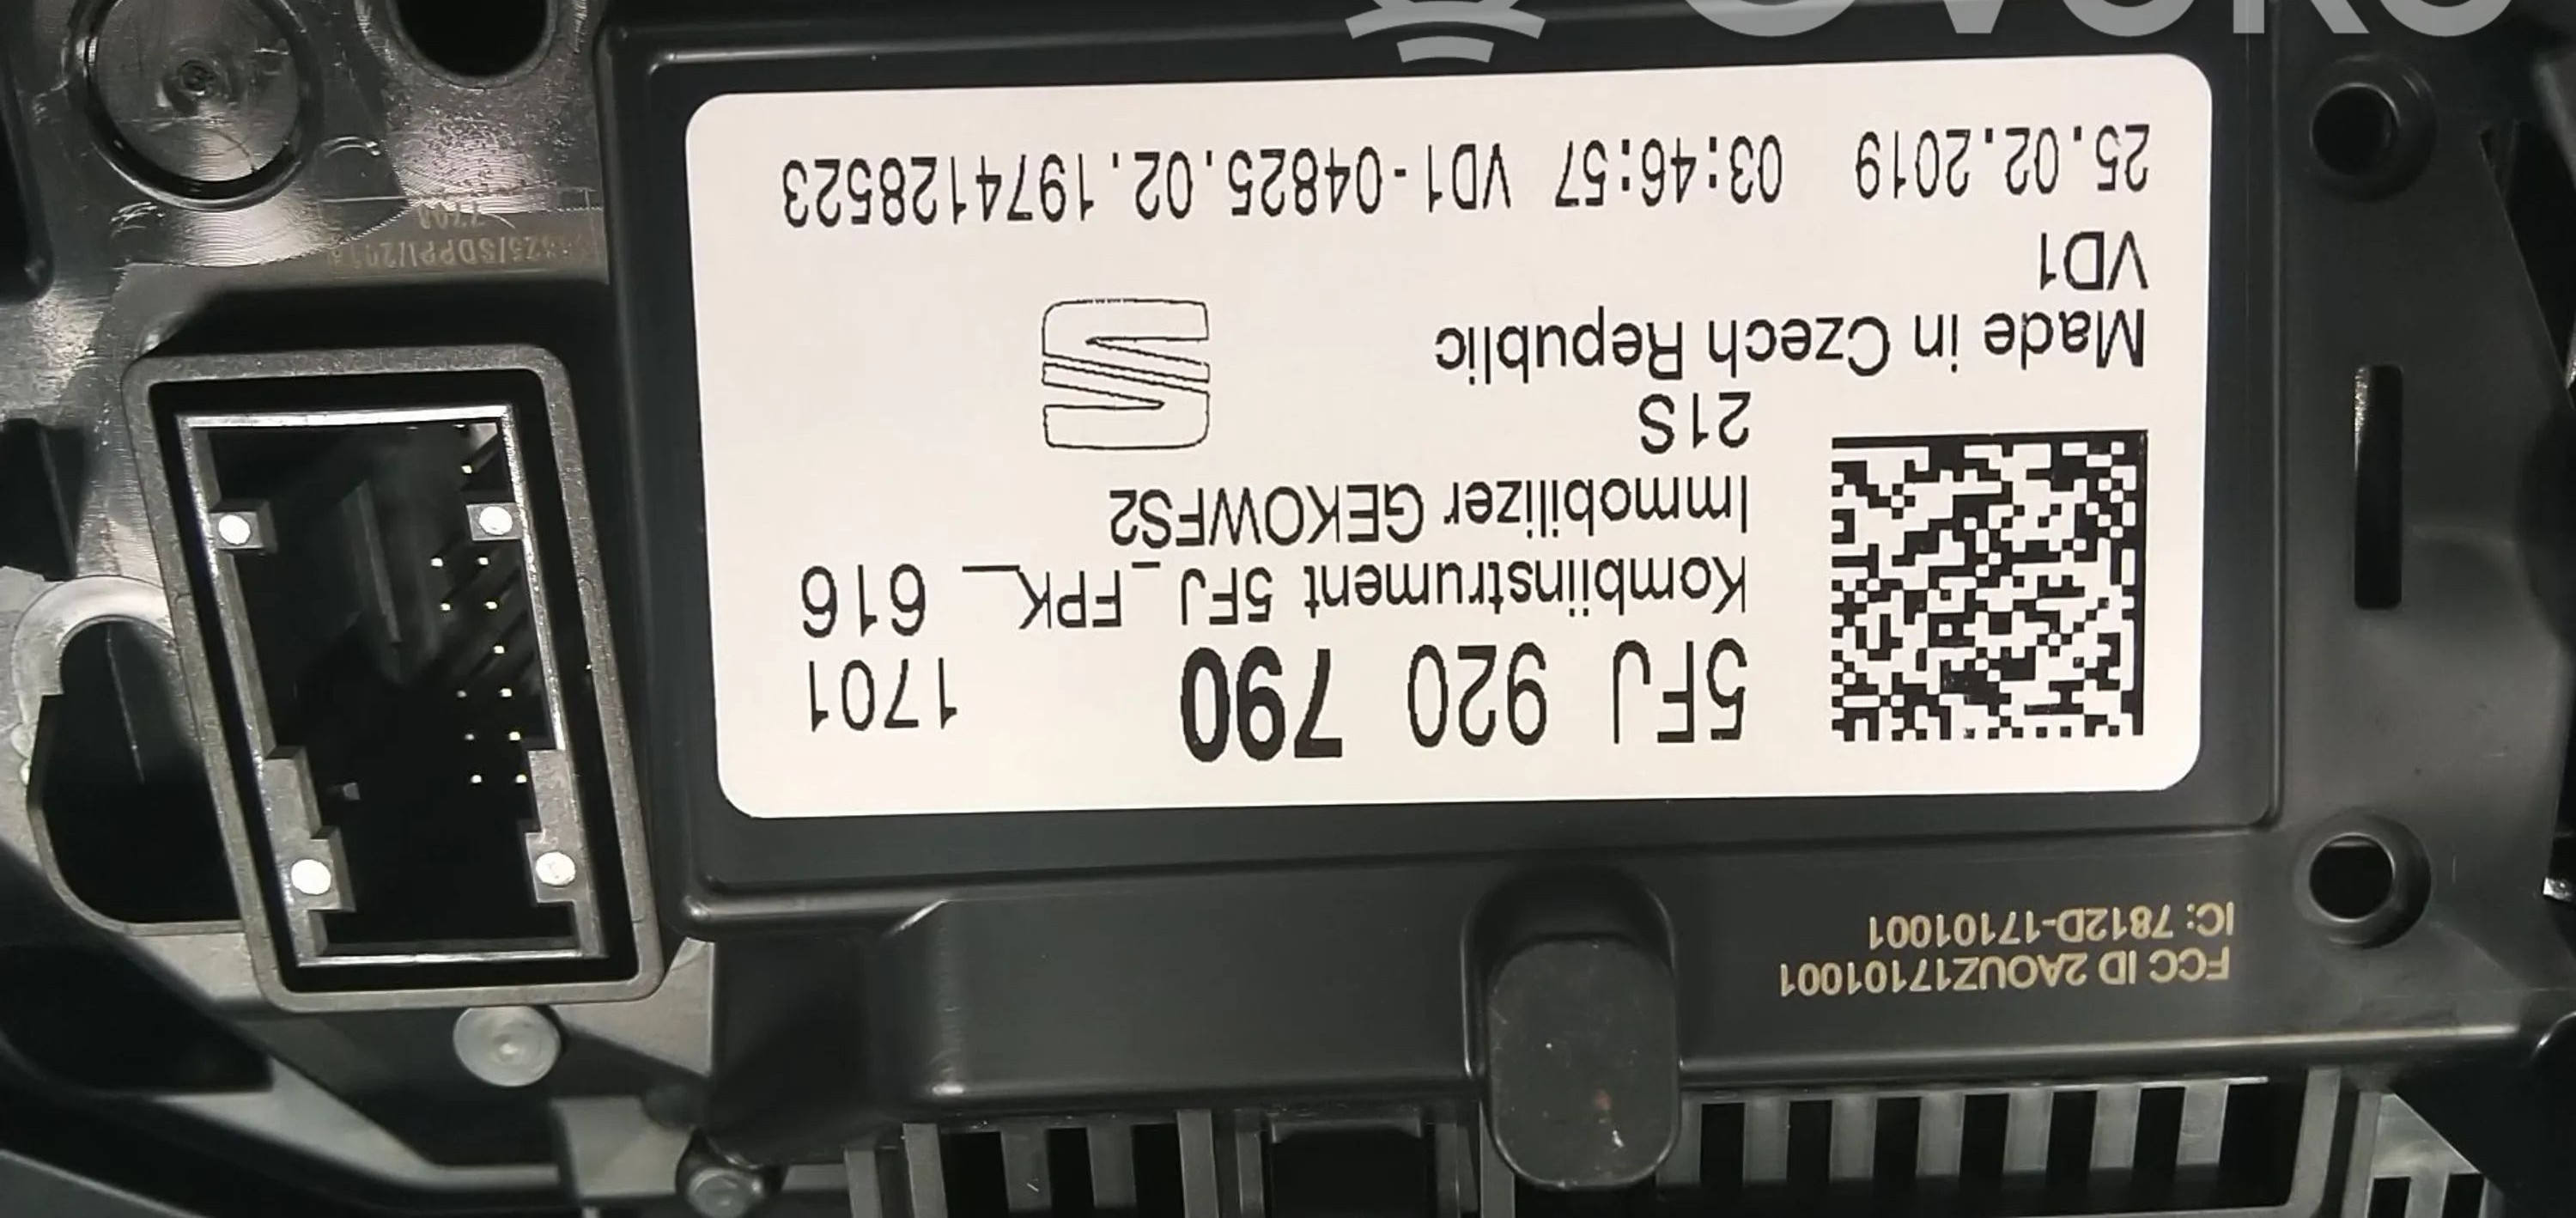 5FJ 920 790 1701
Kombiinstrument 5FJ_FPK_ 616
Immobilizer GEKOWFS2
21S
Made in Czech Republic
VD1
25.02.2019 03:46:57 VD1-04825.02.1974128523
FCC ID 2AOUZ17101001
IC: 7812D-17101001